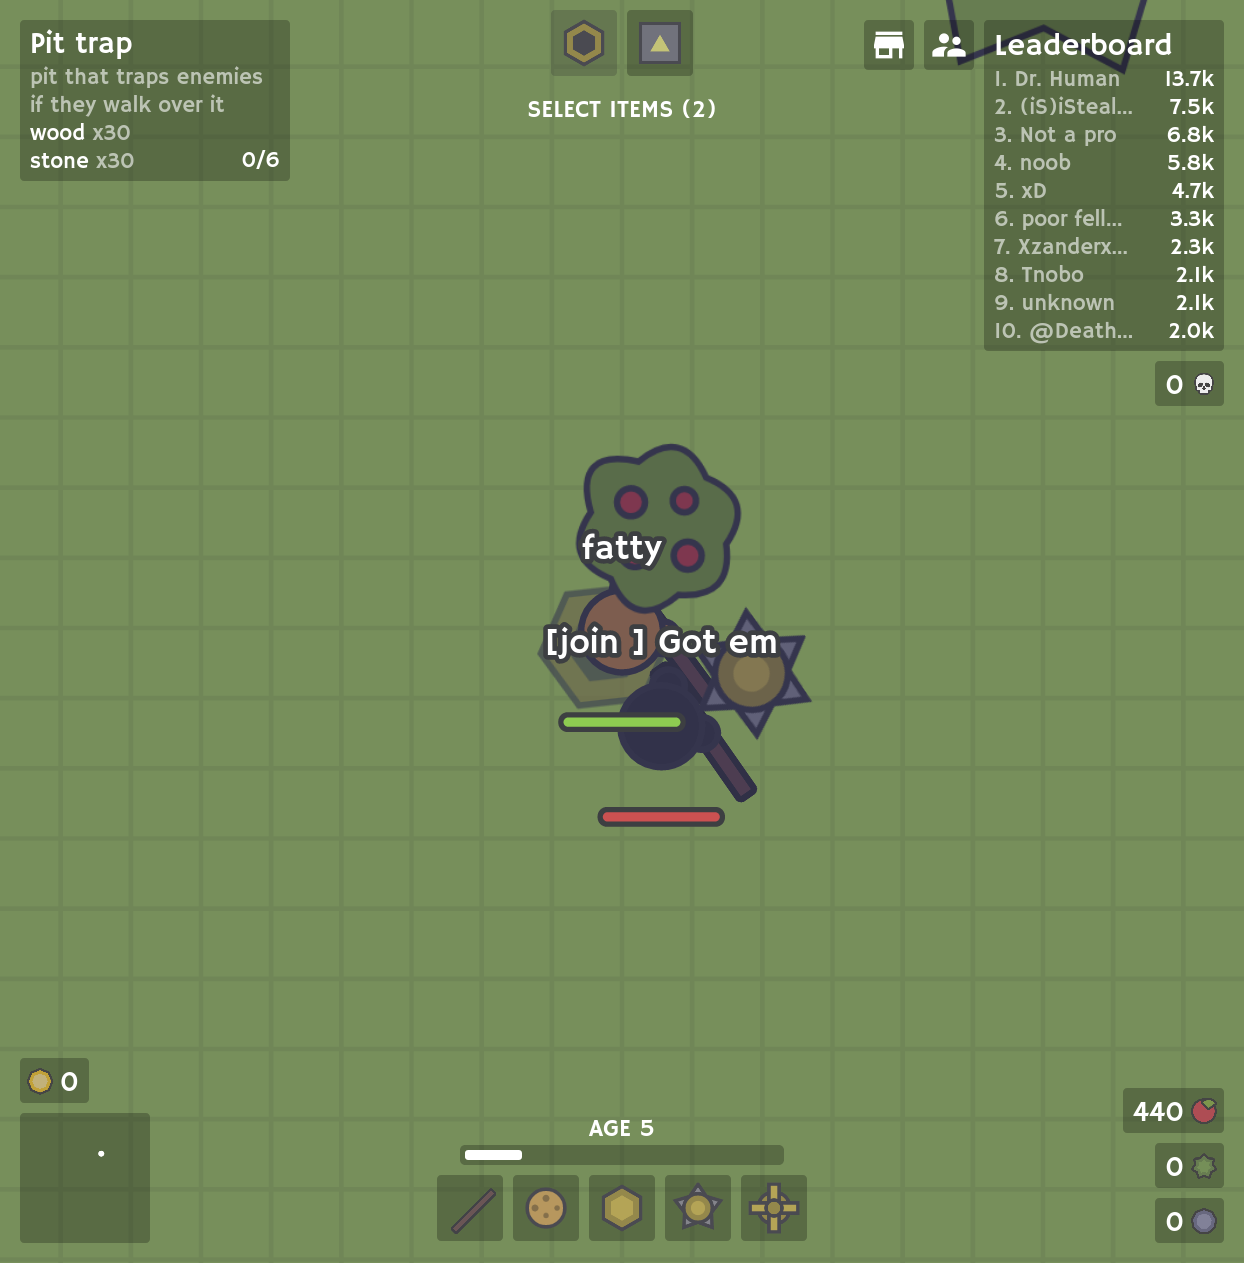 Pit trap
pit that traps enemies
if they walk over it
wood x30
stone x30 0/6
SELECT ITEMS (2)
Leaderboard
1. Dr. Human 13.7k
2. (iS)iSteal... 7.5k
3. Not a pro 6.8k
4. noob 5.8k
5. xD 4.7k
6. poor fell... 3.3k
7. Xzanderx... 2.3k
8. Tnobo 2.1k
9. unknown 2.1k
10. @Death... 2.0k
0
fatty
[join ] Got em
0
AGE 5
440
0
0